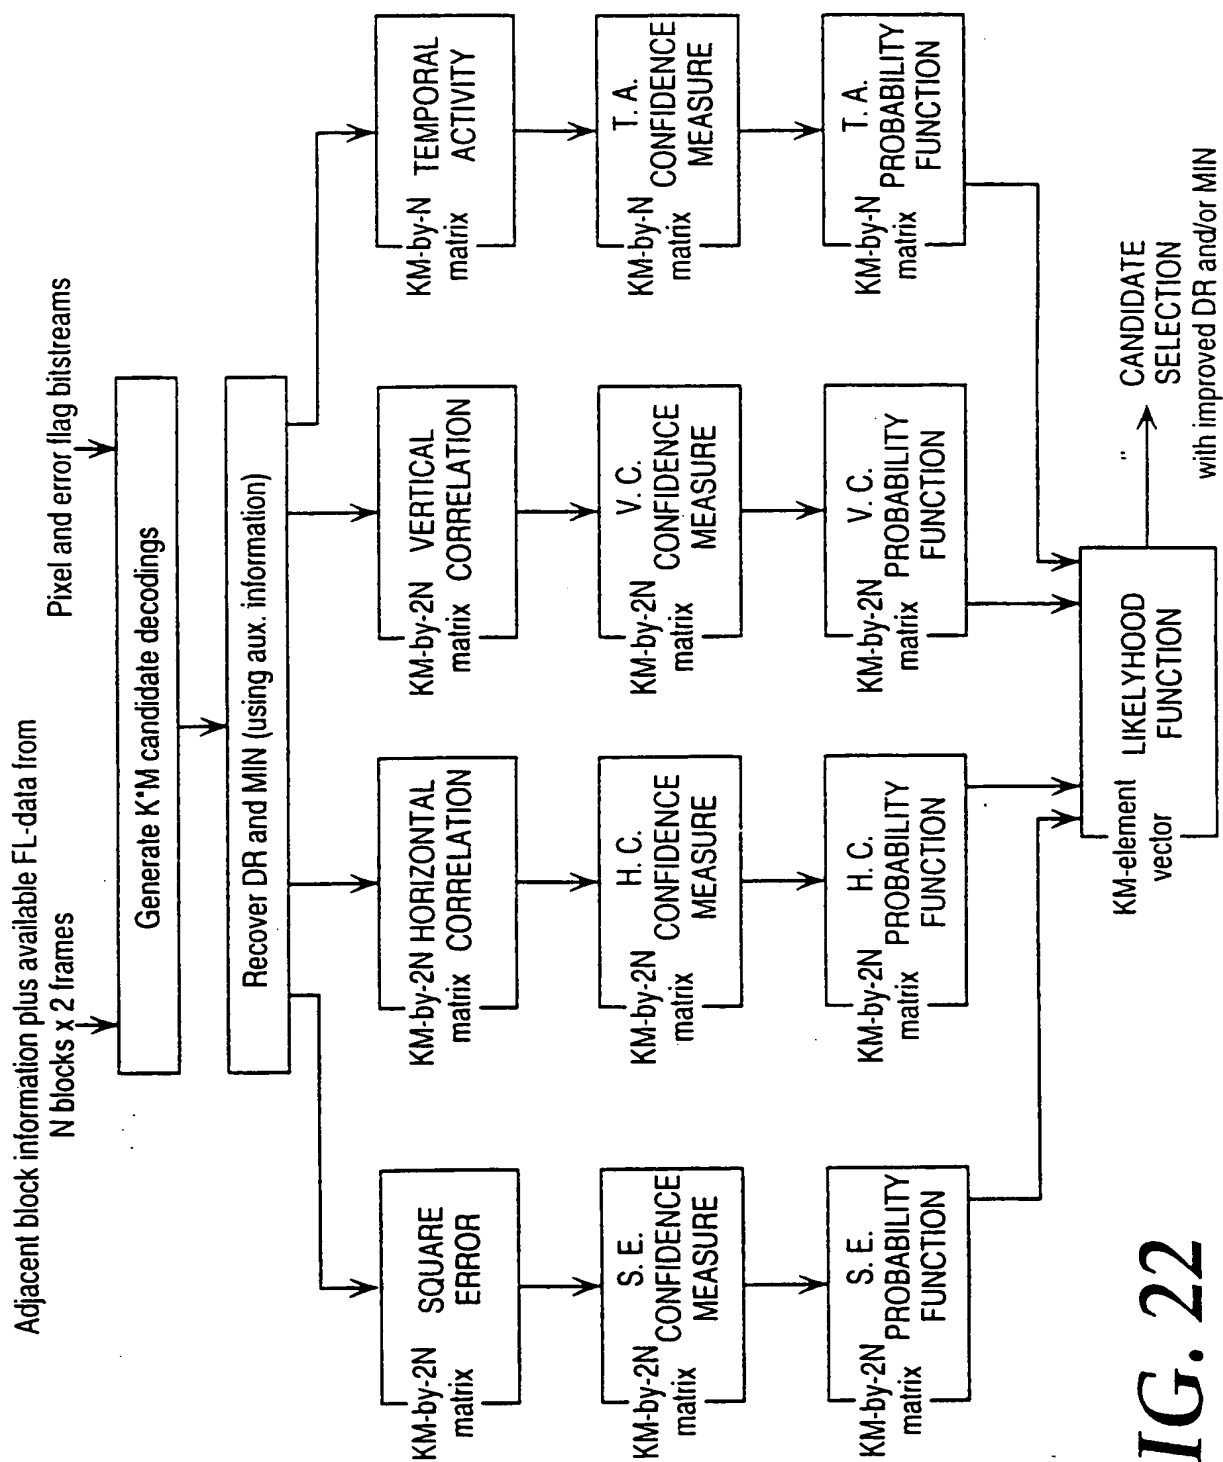 Adjacent block information plus available FL-data from
N blocks x 2 frames
Pixel and error flag bitstreams
Generate K*M candidate decodings
Recover DR and MIN (using aux. information)
KM-by-2N
matrix
SQUARE
ERROR
KM-by-2N
matrix
HORIZONTAL
CORRELATION
KM-by-2N
matrix
VERTICAL
CORRELATION
KM-by-N
matrix
TEMPORAL
ACTIVITY
KM-by-2N
matrix
S. E.
CONFIDENCE
MEASURE
KM-by-2N
matrix
H. C.
CONFIDENCE
MEASURE
KM-by-2N
matrix
V. C.
CONFIDENCE
MEASURE
KM-by-N
matrix
T. A.
CONFIDENCE
MEASURE
KM-by-2N
matrix
S. E.
PROBABILITY
FUNCTION
KM-by-2N
matrix
H. C.
PROBABILITY
FUNCTION
KM-by-2N
matrix
V. C.
PROBABILITY
FUNCTION
KM-by-N
matrix
T. A.
PROBABILITY
FUNCTION
KM-element
vector
LIKELYHOOD
FUNCTION
CANDIDATE
SELECTION
with improved DR and/or MIN
IG. 22